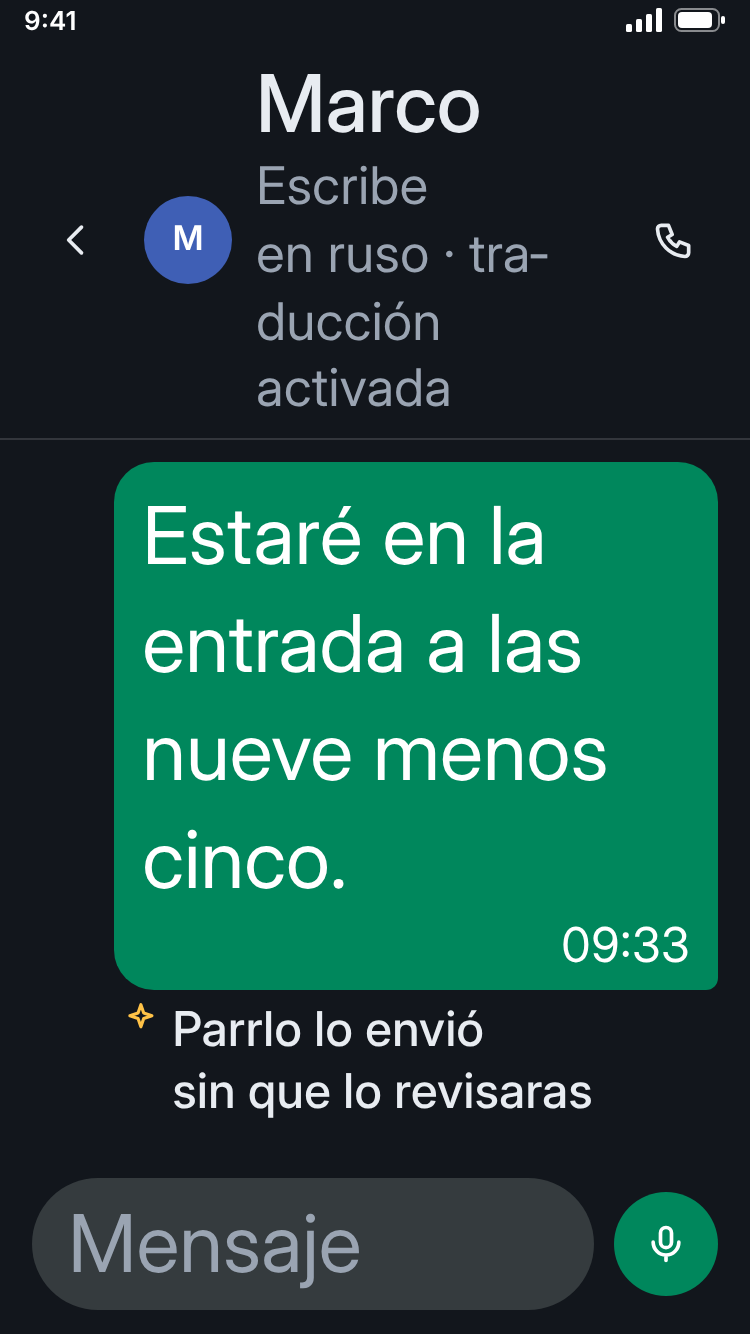 9:41
Marco
M
Escribe
en ruso · tra-
ducción
activada
Estaré en la
entrada a las
nueve menos
cinco.
09:33
Parrlo lo envió
sin que lo revisaras
Mensaje